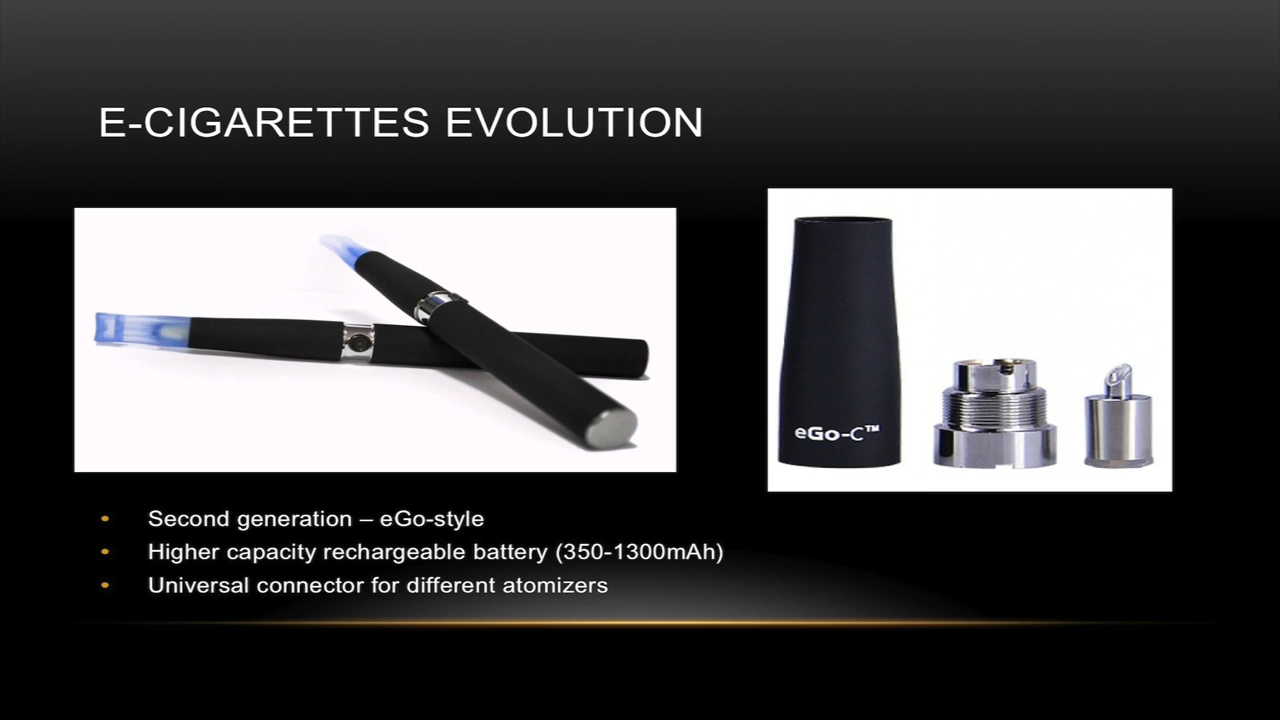 E-CIGARETTES EVOLUTION
eGo-C™
• Second generation – eGo-style
• Higher capacity rechargeable battery (350-1300mAh)
• Universal connector for different atomizers